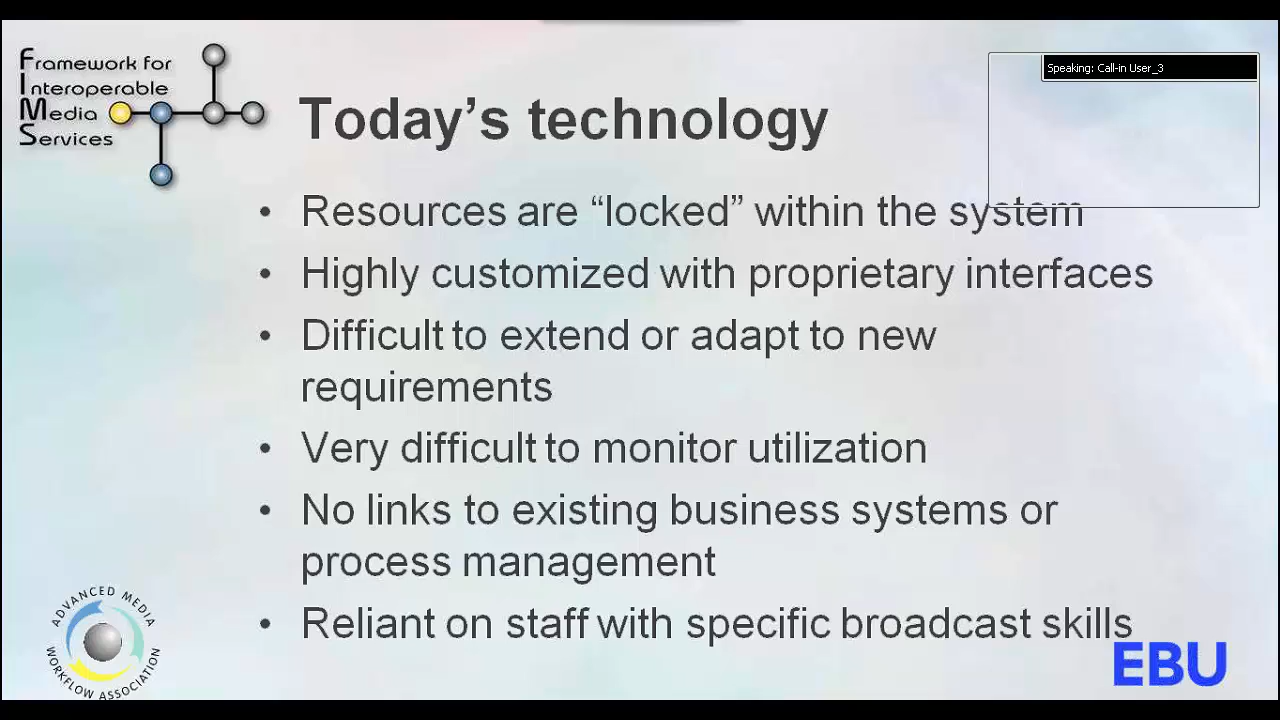 Framework for
Interoperable
Media
Services
Speaking: Call-in User_3
Today's technology
• Resources are “locked” within the system
• Highly customized with proprietary interfaces
• Difficult to extend or adapt to new
requirements
• Very difficult to monitor utilization
• No links to existing business systems or
process management
• Reliant on staff with specific broadcast skills
ADVANCED MEDIA
WORKFLOW ASSOCIATION
EBU